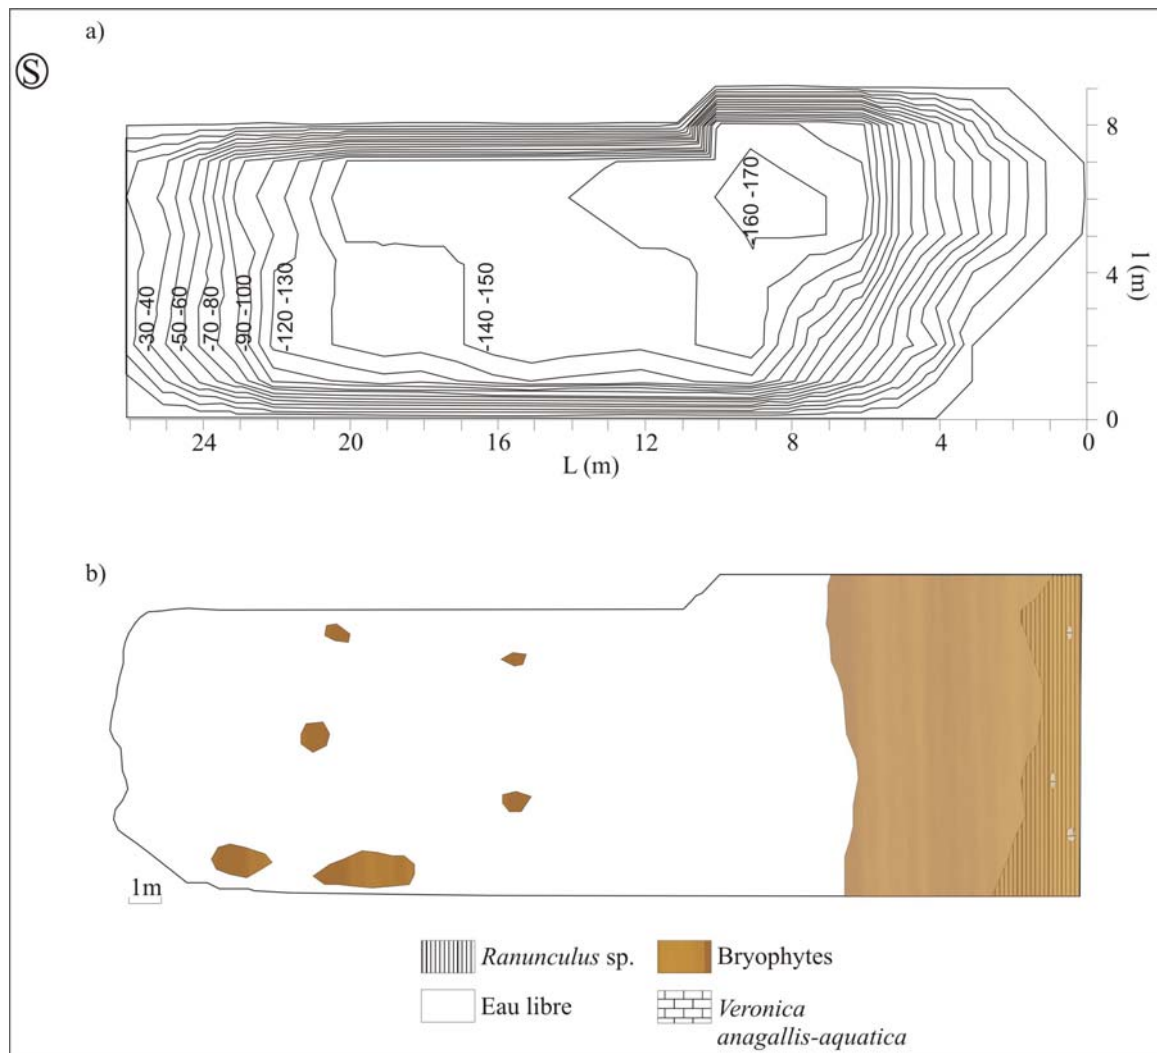 a)
S
8
-160 -170
4
l (m)
-30 -40
-50 -60
-70 -80
-90 -100
-120 -130
-140 -150
0
24 20 16 12 8 4 0
L (m)
b)
1m
Ranunculus sp.
Bryophytes
Eau libre
Veronica
anagallis-aquatica